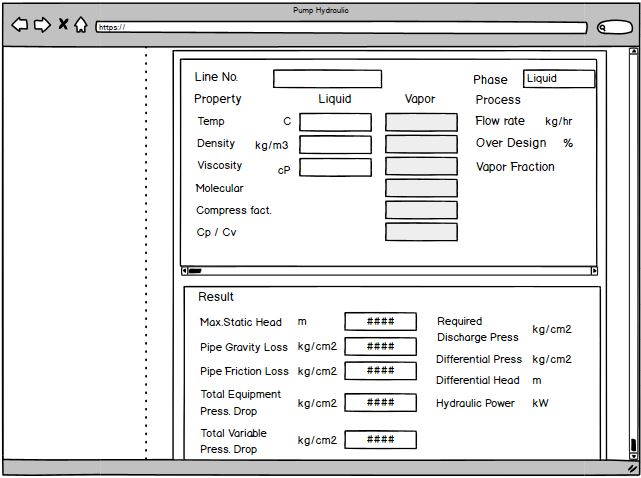 Pump Hydraulic
https://
Line No.
Phase Liquid
Property Liquid Vapor Process
Temp C Flow rate kg/hr
Density kg/m3 Over Design %
Viscosity cP Vapor Fraction
Molecular
Compress fact.
Cp / Cv
Result
Max.Static Head m #### Required
Discharge Press kg/cm2
Pipe Gravity Loss kg/cm2 ####
Differential Press kg/cm2
Pipe Friction Loss kg/cm2 ####
Differential Head m
Total Equipment
Press. Drop kg/cm2 #### Hydraulic Power kW
Total Variable
Press. Drop kg/cm2 ####